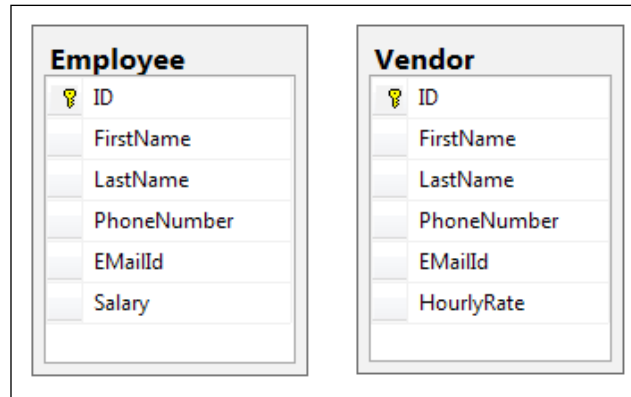 Employee
ID
FirstName
LastName
PhoneNumber
EMailId
Salary
Vendor
ID
FirstName
LastName
PhoneNumber
EMailId
HourlyRate